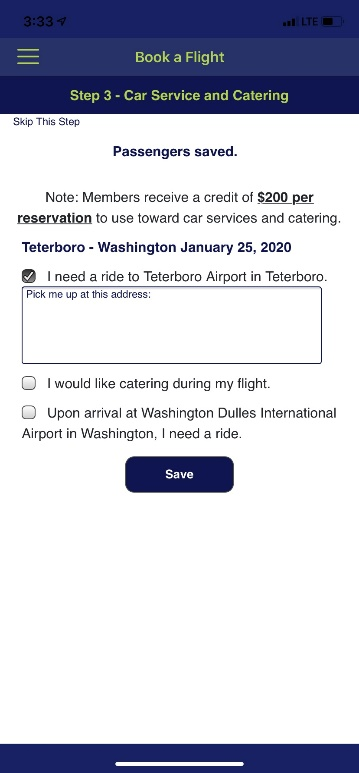 3:33
LTE
Book a Flight
Step 3 - Car Service and Catering
Skip This Step
Passengers saved.
Note: Members receive a credit of $200 per
reservation to use toward car services and catering.
Teterboro - Washington January 25, 2020
I need a ride to Teterboro Airport in Teterboro.
Pick me up at this address:
I would like catering during my flight.
Upon arrival at Washington Dulles International
Airport in Washington, I need a ride.
Save